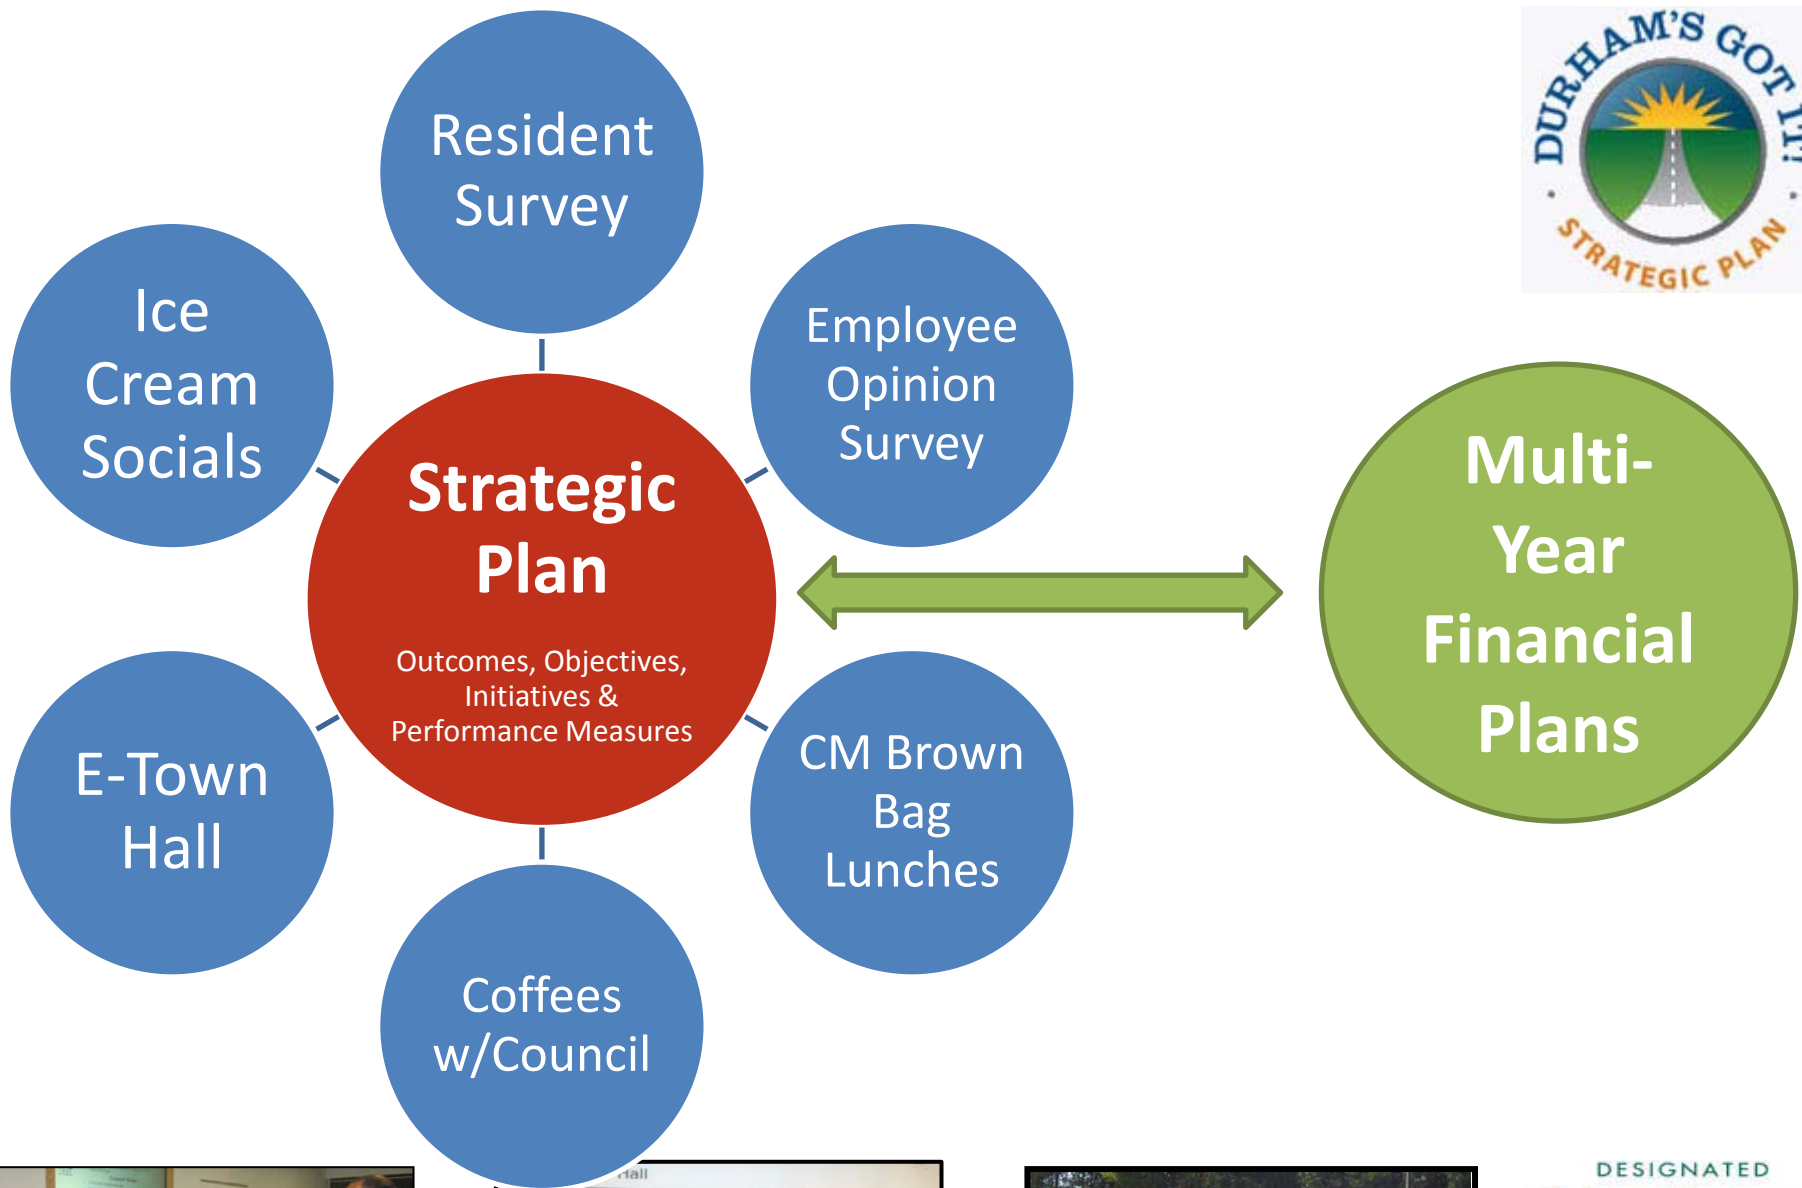 DURHAM'S GOT IT!
STRATEGIC PLAN
Resident
Survey
Ice
Cream
Socials
Employee
Opinion
Survey
Strategic
Plan
Outcomes, Objectives,
Initiatives &
Performance Measures
Multi-
Year
Financial
Plans
E-Town
Hall
CM Brown
Bag
Lunches
Coffees
w/Council
Hall
DESIGNATED